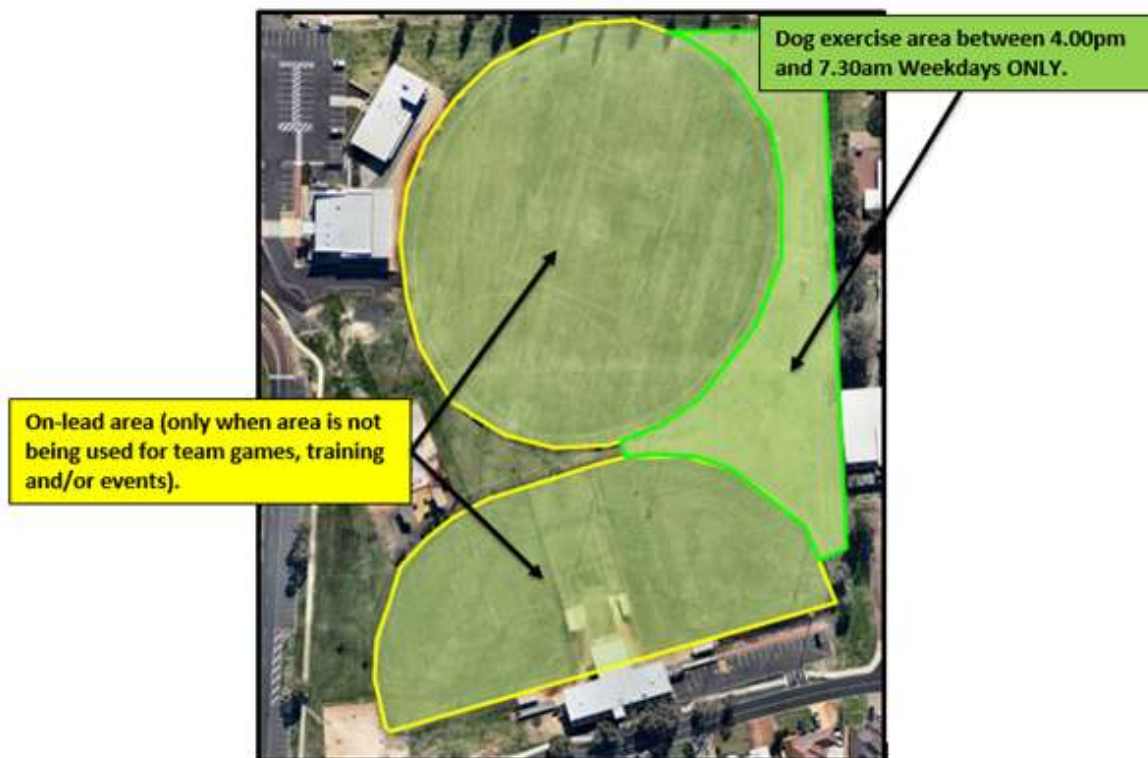 Dog exercise area between 4.00pm
and 7.30am Weekdays ONLY.
On-lead area (only when area is not
being used for team games, training
and/or events).